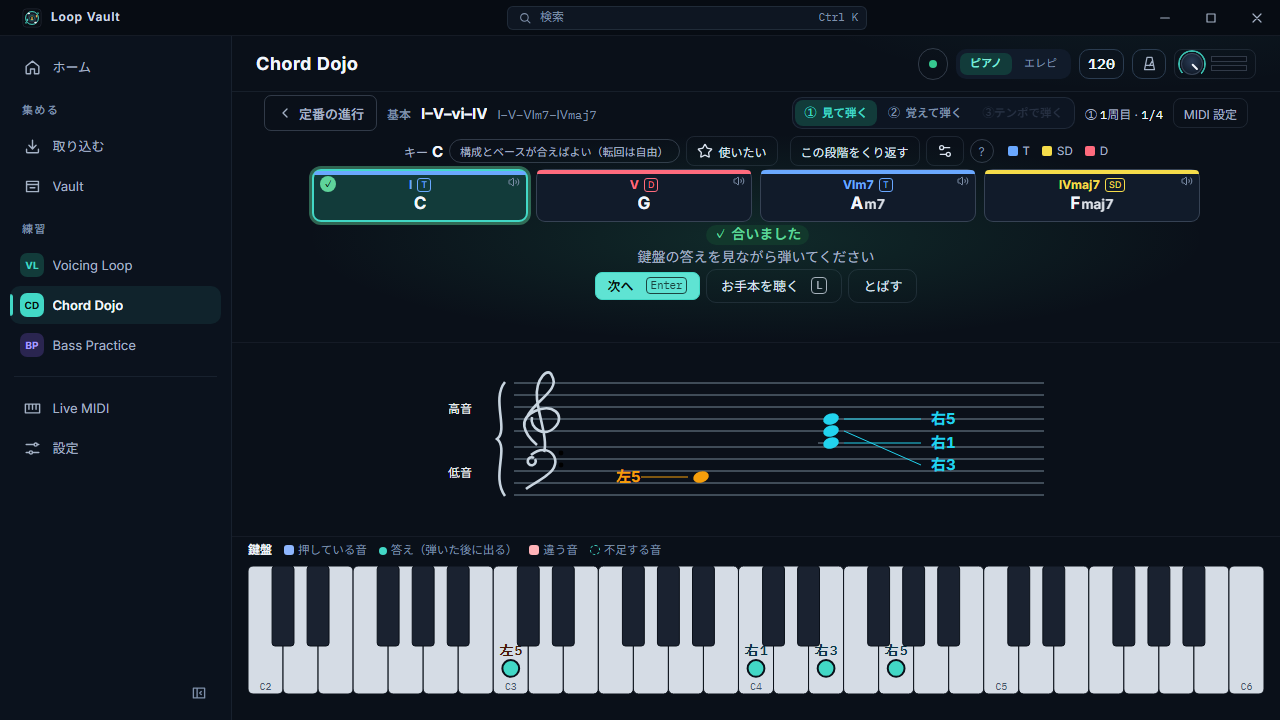 Loop Vault
検索
Ctrl K
ホーム
集める
取り込む
Vault
練習
VL Voicing Loop
CD Chord Dojo
BP Bass Practice
Live MIDI
設定
Chord Dojo
ピアノ エレピ
120
定番の進行
基本 I–V–vi–IV I–V–VIm7–IVmaj7
① 見て弾く ② 覚えて弾く ③テンポで弾く
① 1周目 · 1/4
MIDI 設定
キー C
構成とベースが合えばよい（転回は自由）
使いたい
この段階をくり返す
?
T SD D
I T
C
V D
G
VIm7 T
Am7
IVmaj7 SD
Fmaj7
✓ 合いました
鍵盤の答えを見ながら弾いてください
次へ Enter
お手本を聴く L
とばす
高音
低音
左5
右5
右1
右3
鍵盤 押している音 答え（弾いた後に出る） 違う音 不足する音
左5 右1 右3 右5
C2 C3 C4 C5 C6